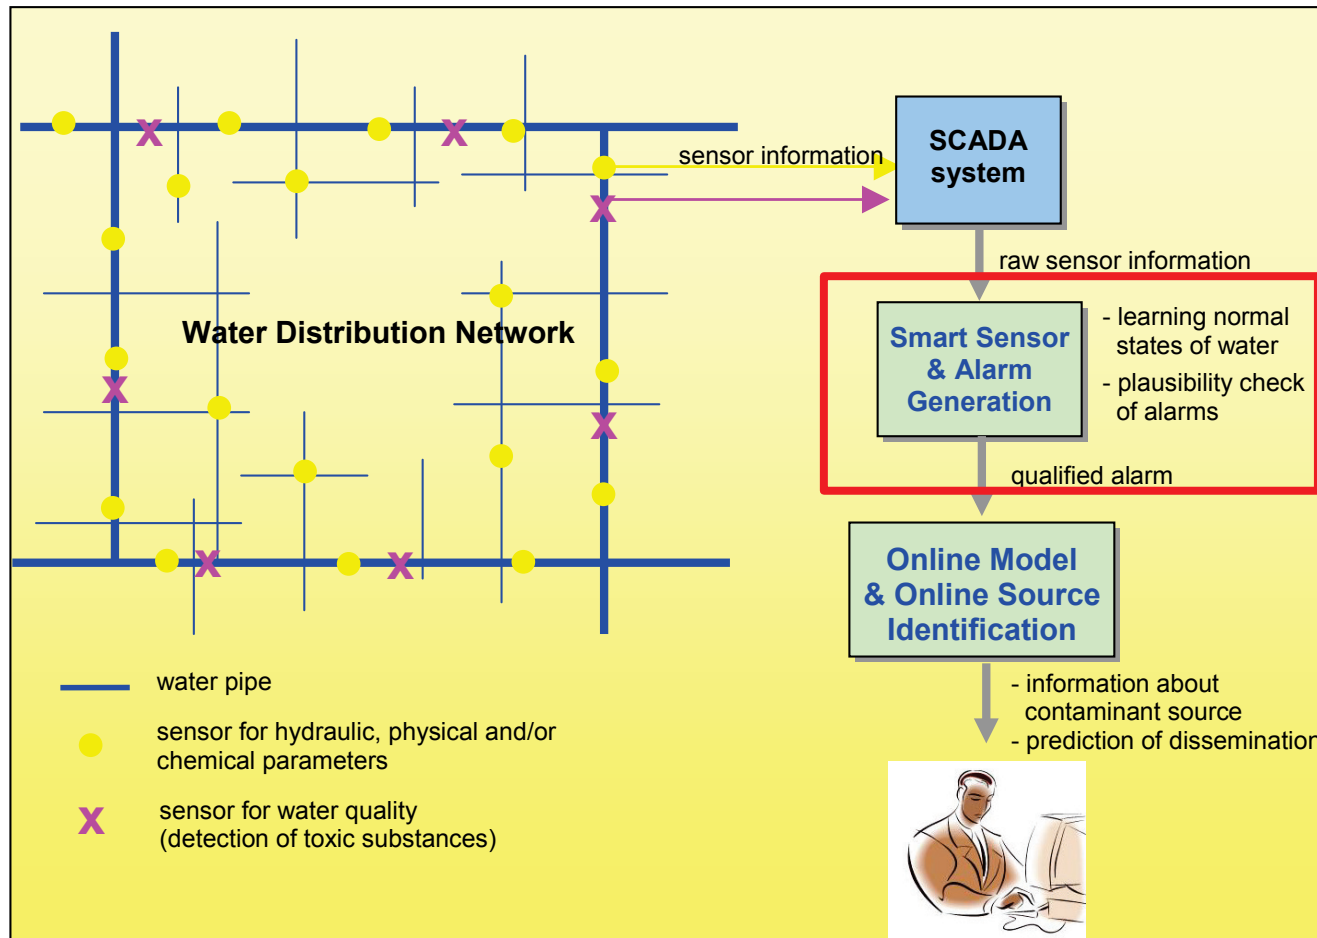 SCADA
system
sensor information
raw sensor information
Water Distribution Network
Smart Sensor
& Alarm
Generation
- learning normal
states of water
- plausibility check
of alarms
qualified alarm
Online Model
& Online Source
Identification
- information about
contaminant source
- prediction of dissemination
water pipe
sensor for hydraulic, physical and/or
chemical parameters
x
sensor for water quality
(detection of toxic substances)